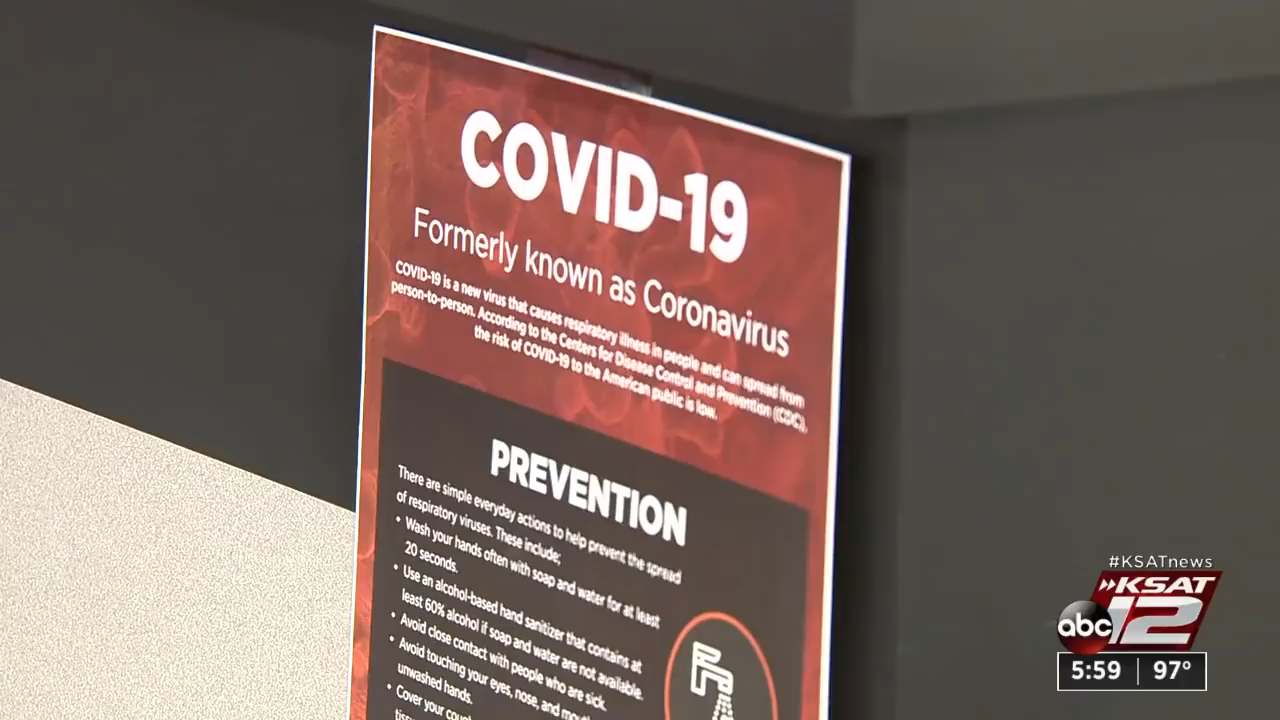 COVID-19
Formerly known as Coronavirus
COVID-19 is a new virus that causes respiratory illness in people and can spread from
person-to-person. According to the Centers for Disease Control and Prevention (CDC),
the risk of COVID-19 to the American public is low.
PREVENTION
There are simple everyday actions to help prevent the spread
of respiratory viruses. These include;
• Wash your hands often with soap and water for at least
20 seconds.
• Use an alcohol-based hand sanitizer that contains at
least 60% alcohol if soap and water are not available.
• Avoid close contact with people who are sick.
• Avoid touching your eyes, nose, and
unwashed hands.
• Cover your
#KSATnews
KSAT
abc 12
5:59 97°